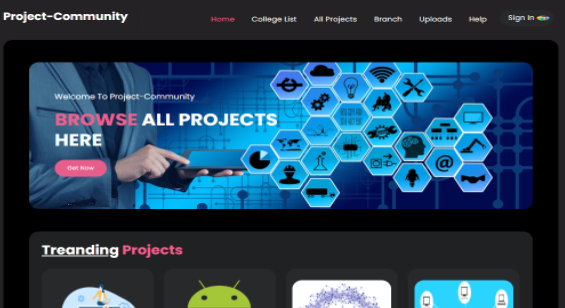 Project-Community
Home College List All Projects Branch Uploads Help Sign In
Welcome To Project-Community
BROWSE ALL PROJECTS
HERE
Get Now
Treanding Projects